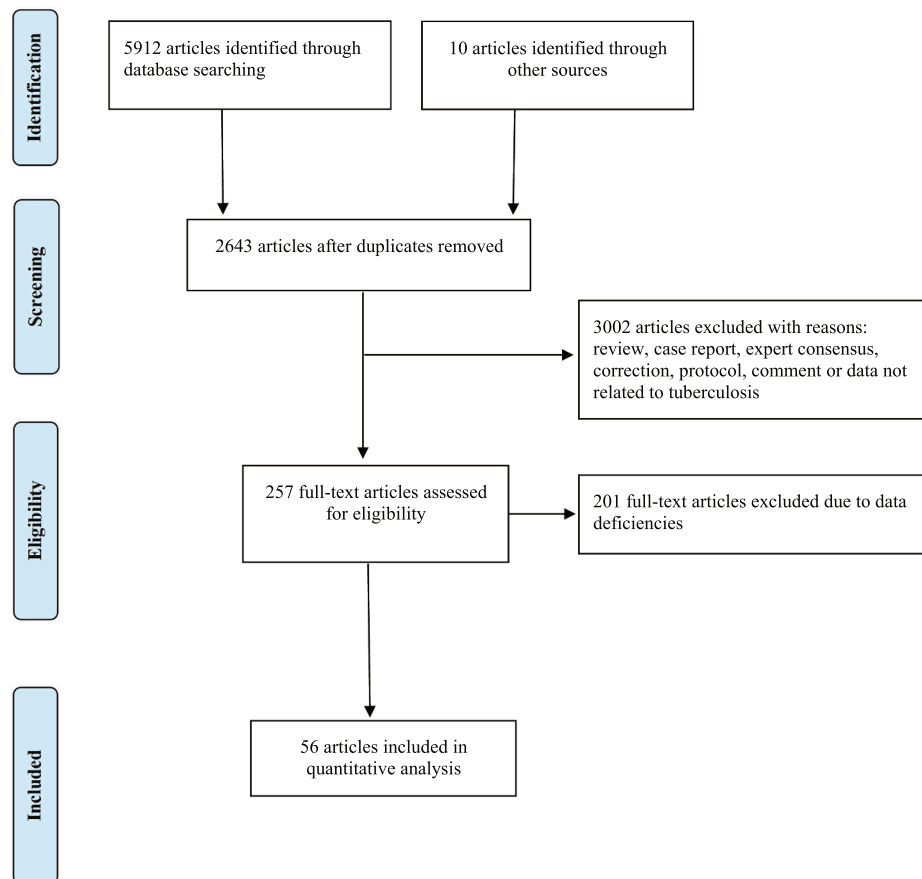 Identification
5912 articles identified through
database searching
10 articles identified through
other sources
Screening
2643 articles after duplicates removed
3002 articles excluded with reasons:
review, case report, expert consensus,
correction, protocol, comment or data not
related to tuberculosis
Eligibility
257 full-text articles assessed
for eligibility
201 full-text articles excluded due to data
deficiencies
Included
56 articles included in
quantitative analysis